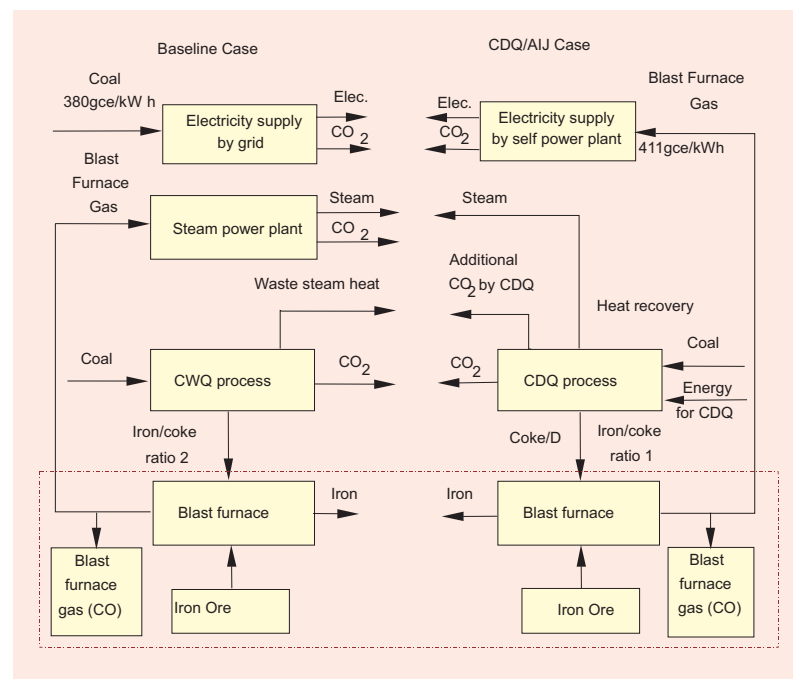 Baseline Case
CDQ/AIJ Case
Coal
380gce/kW h
Electricity supply
by grid
Elec.
CO2
Elec.
CO2
Electricity supply
by self power plant
Blast Furnace
Gas
411gce/kWh
Blast
Furnace
Gas
Steam power plant
Steam
CO2
Steam
Waste steam heat
Additional
CO2 by CDQ
Heat recovery
Coal
CWQ process
CO2
CO2
CDQ process
Coal
Energy
for CDQ
Iron/coke
ratio 2
Coke/D
Iron/coke
ratio 1
Blast furnace
Iron
Iron
Blast furnace
Blast
furnace
gas (CO)
Iron Ore
Iron Ore
Blast
furnace
gas (CO)